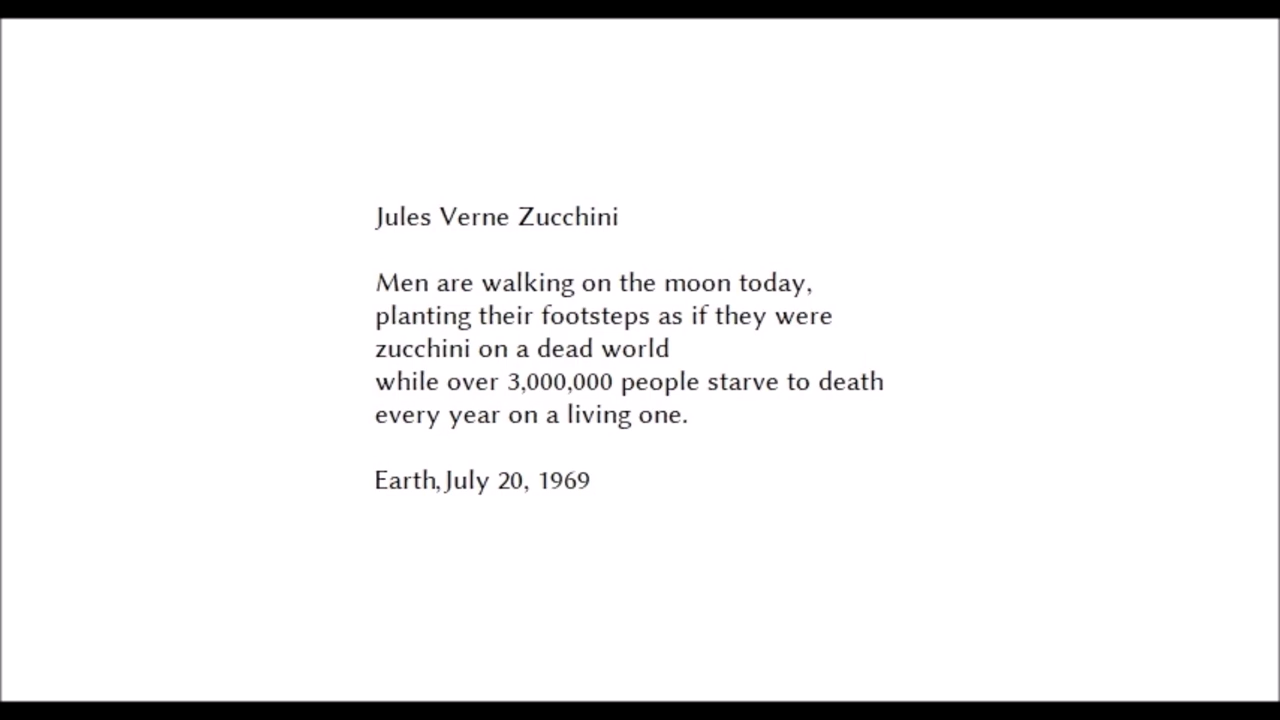 Jules Verne Zucchini
Men are walking on the moon today,
planting their footsteps as if they were
zucchini on a dead world
while over 3,000,000 people starve to death
every year on a living one.
Earth,July 20, 1969